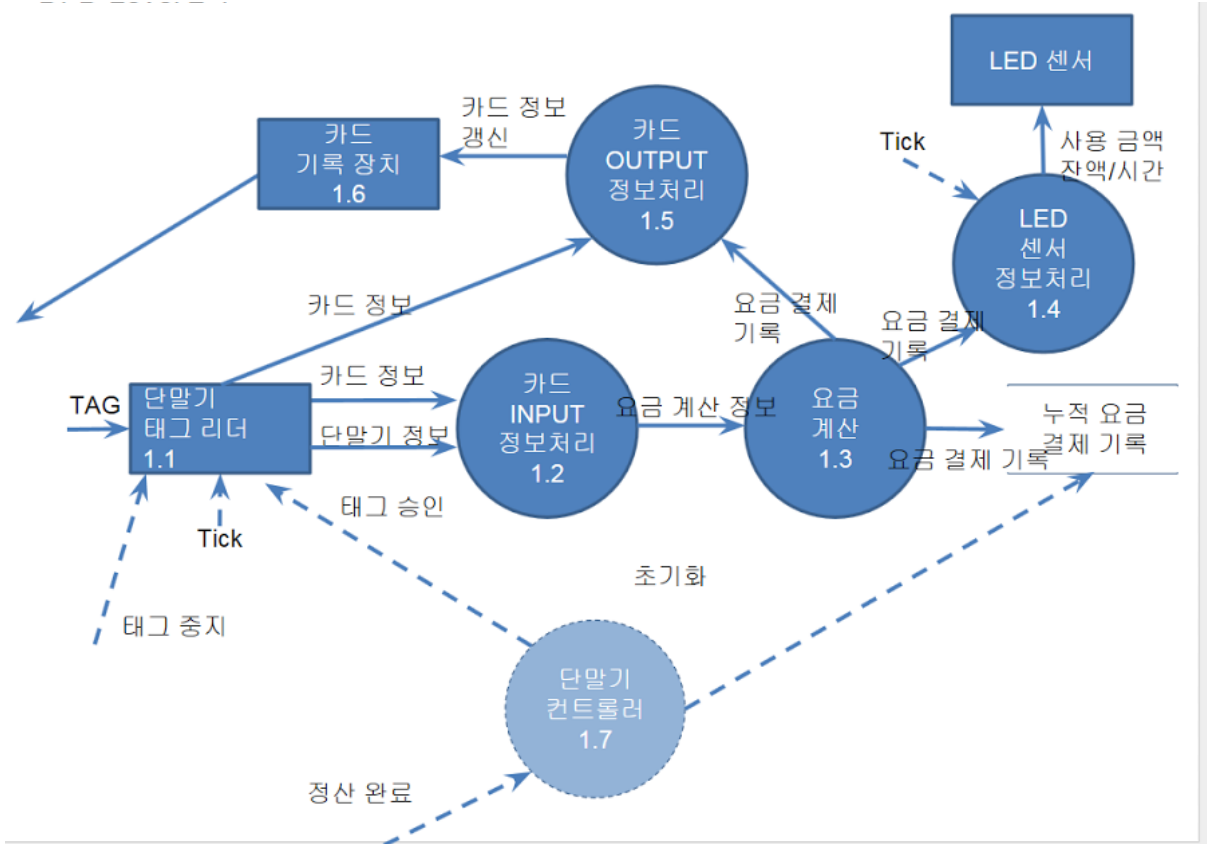 LED 센서
카드 정보
갱신
카드
기록 장치
1.6
카드
OUTPUT
정보처리
1.5
Tick
사용 금액
잔액/시간
LED
센서
정보처리
1.4
카드 정보
요금 결제
기록
요금 결제
기록
TAG
단말기
태그 리더
1.1
카드 정보
단말기 정보
카드
INPUT
정보처리
1.2
요금 계산 정보
요금
계산
1.3
요금 결제 기록
누적 요금
결제 기록
태그 승인
Tick
초기화
태그 중지
단말기
컨트롤러
1.7
정산 완료